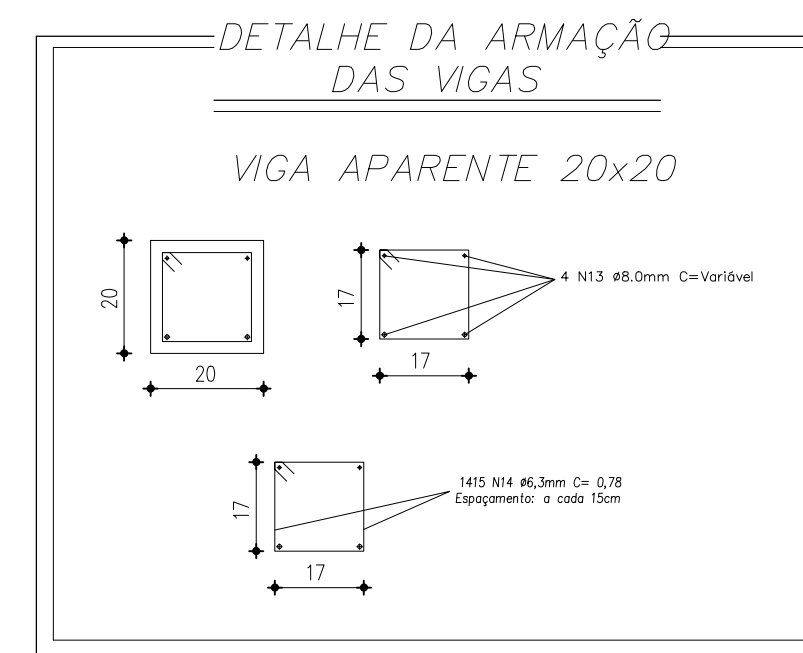 DETALHE DA ARMAÇÃO
DAS VIGAS
VIGA APARENTE 20x20
20
20
17
17
4 N13 ø8.0mm C=Variável
17
17
1415 N14 ø6,3mm C= 0,78
Espaçamento: a cada 15cm